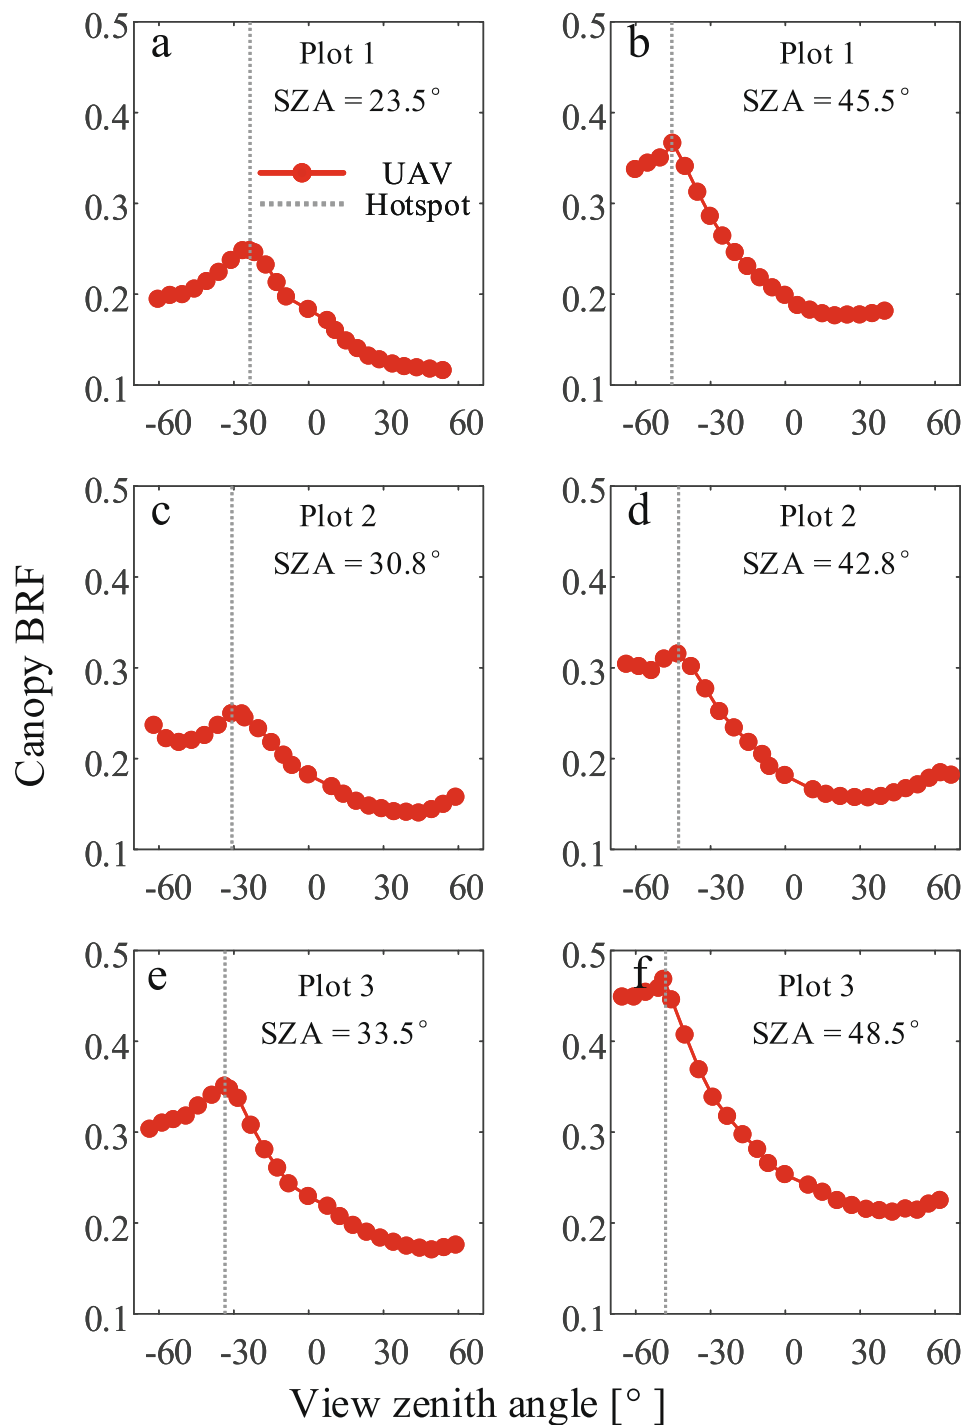 a
Plot 1
SZA = 23.5°
UAV
Hotspot
0.5
0.4
0.3
0.2
0.1
-60 -30 0 30 60
b
Plot 1
SZA = 45.5°
0.5
0.4
0.3
0.2
0.1
-60 -30 0 30 60
c
Plot 2
SZA = 30.8°
0.5
0.4
0.3
0.2
0.1
-60 -30 0 30 60
d
Plot 2
SZA = 42.8°
0.5
0.4
0.3
0.2
0.1
-60 -30 0 30 60
e
Plot 3
SZA = 33.5°
0.5
0.4
0.3
0.2
0.1
-60 -30 0 30 60
f
Plot 3
SZA = 48.5°
0.5
0.4
0.3
0.2
0.1
-60 -30 0 30 60
Canopy BRF
View zenith angle [° ]